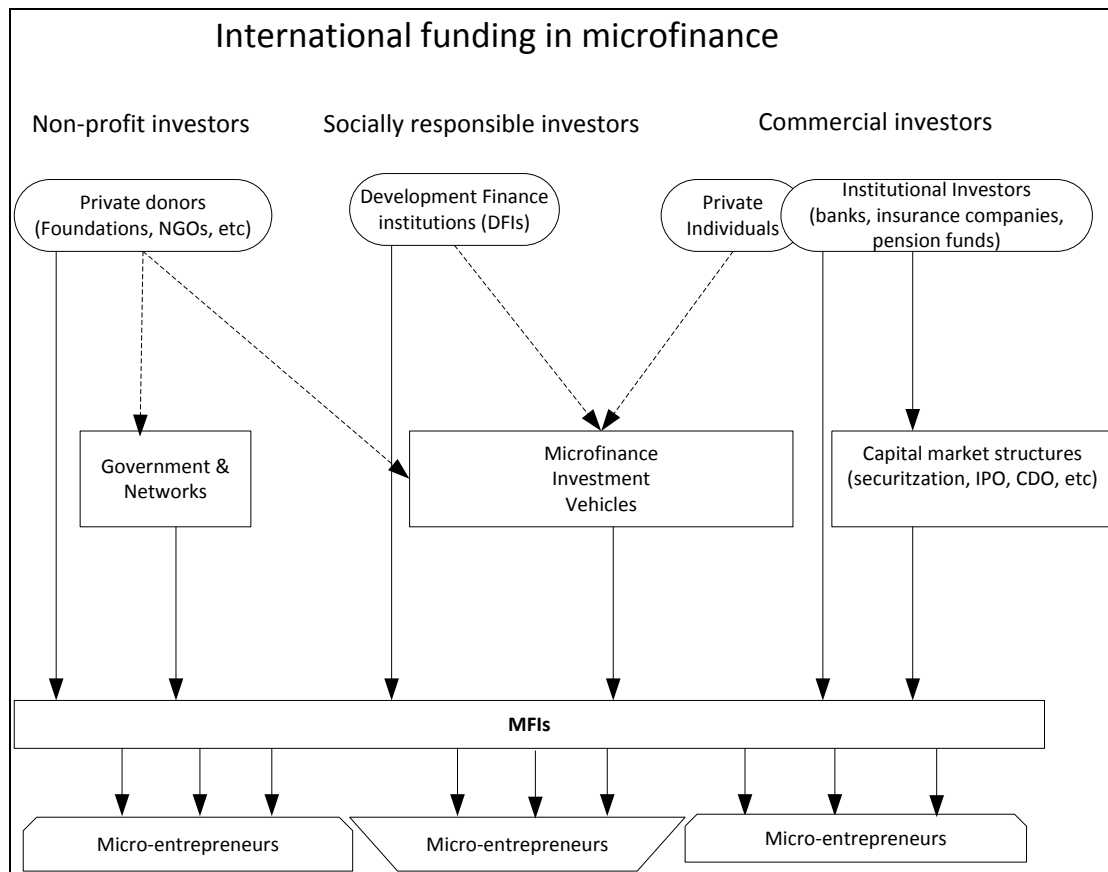 International funding in microfinance
Non-profit investors
Socially responsible investors
Commercial investors
Private donors
(Foundations, NGOs, etc)
Development Finance
institutions (DFIs)
Private
Individuals
Institutional Investors
(banks, insurance companies,
pension funds)
Government &
Networks
Microfinance
Investment
Vehicles
Capital market structures
(securitzation, IPO, CDO, etc)
MFIs
Micro-entrepreneurs
Micro-entrepreneurs
Micro-entrepreneurs